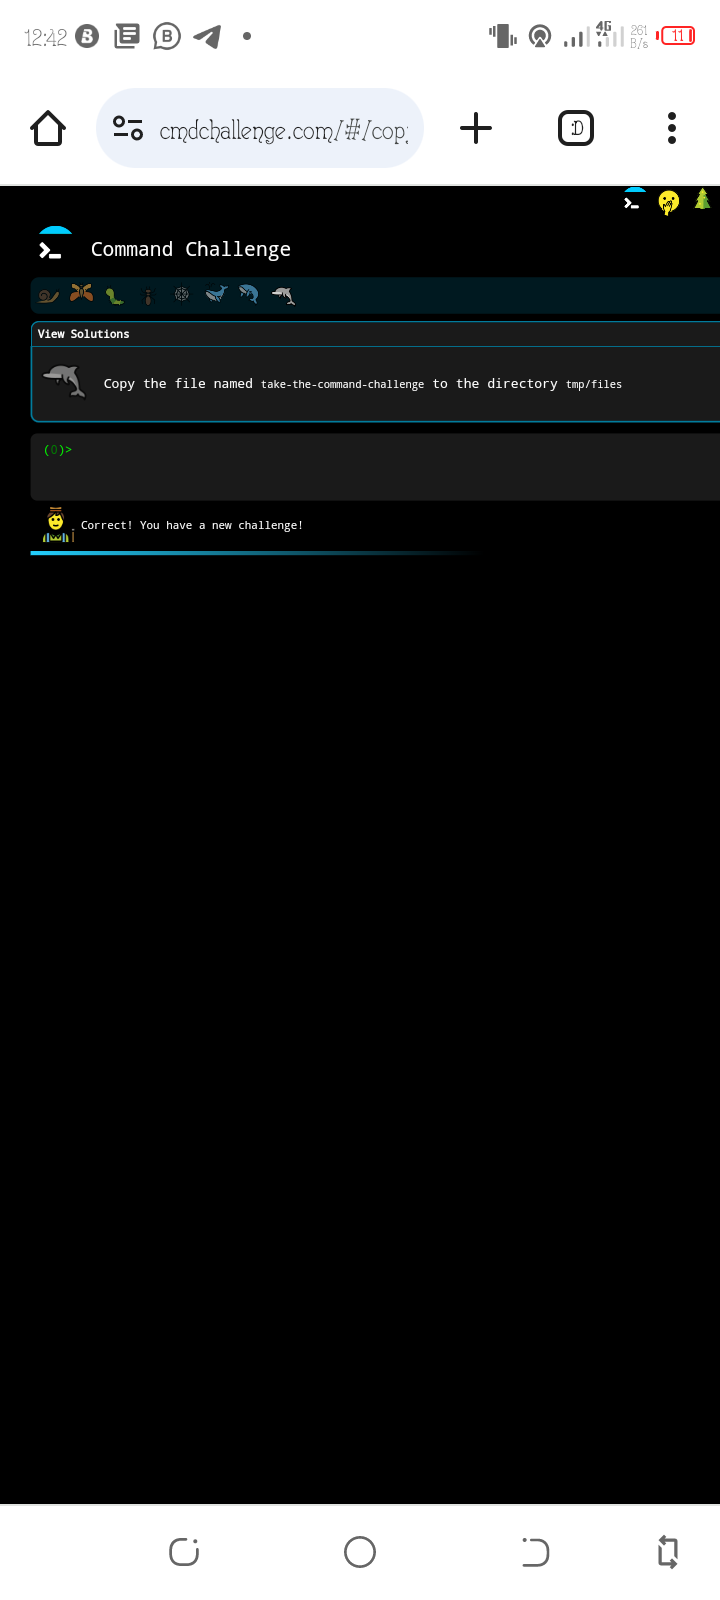 12:42
4G
261
B/s
11
cmdchallenge.com/#/cop
:D
Command Challenge
View Solutions
Copy the file named take-the-command-challenge to the directory tmp/files
(0)>
Correct! You have a new challenge!